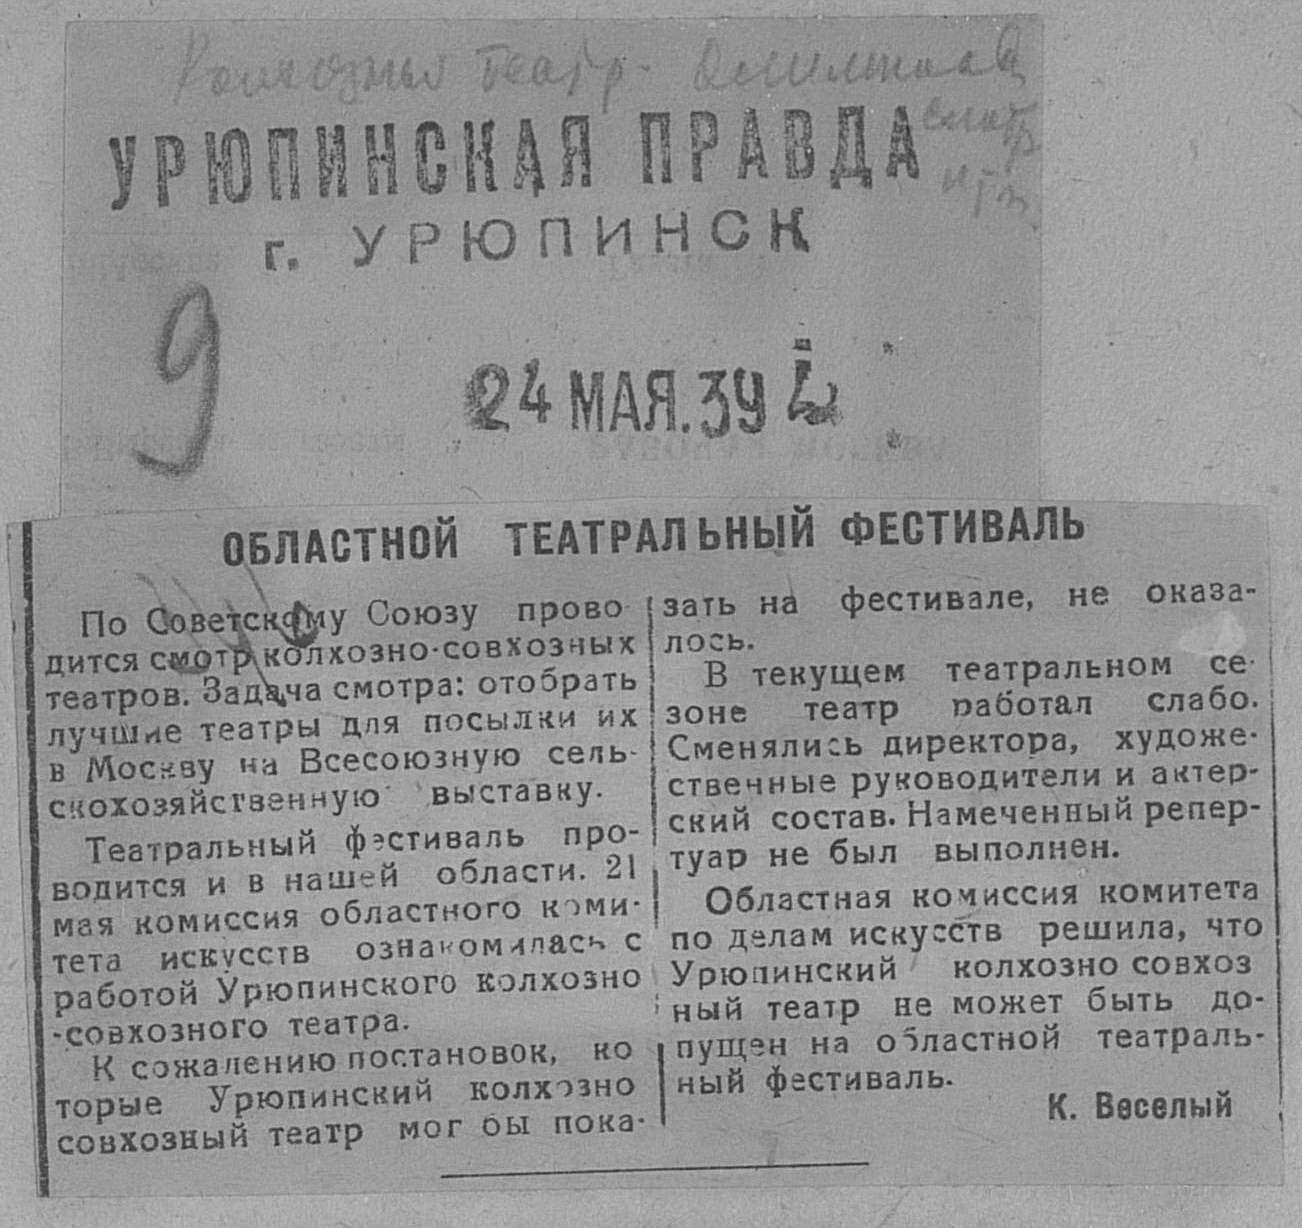 Колхозный театр.
УРЮПИНСКАЯ ПРАВДА
смотр
г. УРЮПИНСК
9
24 МАЯ.39
ОБЛАСТНОЙ ТЕАТРАЛЬНЫЙ ФЕСТИВАЛЬ
По Советскому Союзу прово
дится смотр колхозно-совхозных
театров. Задача смотра: отобрать
лучшие театры для посылки их
в Москву на Всесоюзную сель-
скохозяйственную выставку.
Театральный фестиваль про-
водится и в нашей области. 21
мая комиссия областного коми-
тета искусств ознакомилась с
работой Урюпинского колхозно
-совхозного театра.
К сожалению постановок, ко
торые Урюпинский колхозно
совхозный театр мог бы пока-
зать на фестивале, не оказа-
лось.
В текущем театральном се-
зоне театр работал слабо.
Сменялись директора, художе-
ственные руководители и актер-
ский состав. Намеченный репер-
туар не был выполнен.
Областная комиссия комитета
по делам искусств решила, что
Урюпинский колхозно совхоз
ный театр не может быть до-
пущен на областной театраль-
ный фестиваль.
К. Веселый